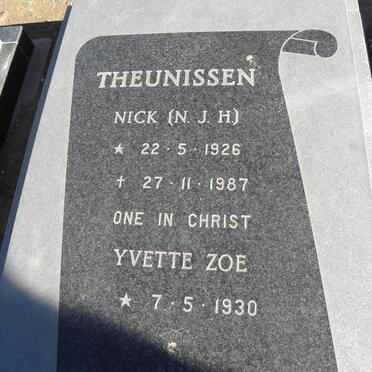 THEUNISSEN
NICK (N. J. H.)
★ 22·5·1926
† 27·11·1987
ONE IN CHRIST
YVETTE ZOE
★ 7·5·1930